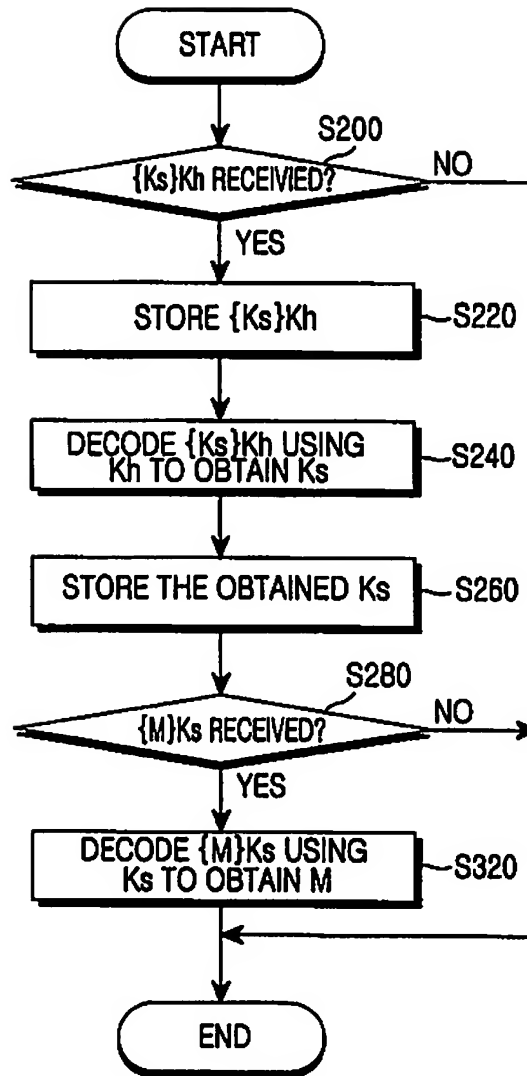 START
S200
{Ks}Kh RECEIVIED?
NO
YES
STORE {Ks}Kh
S220
DECODE {Ks}Kh USING
Kh TO OBTAIN Ks
S240
STORE THE OBTAINED Ks
S260
S280
{M}Ks RECEIVED?
NO
YES
DECODE {M}Ks USING
Ks TO OBTAIN M
S320
END